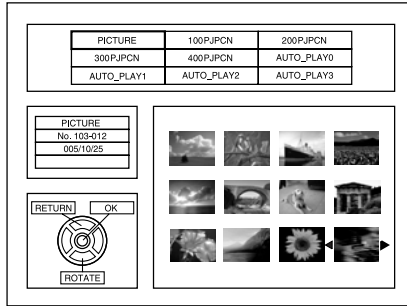 PICTURE 100PJPCN 200PJPCN
300PJPCN 400PJPCN AUTO_PLAY0
AUTO_PLAY1 AUTO_PLAY2 AUTO_PLAY3
PICTURE
No. 103-012
005/10/25
RETURN OK
ROTATE